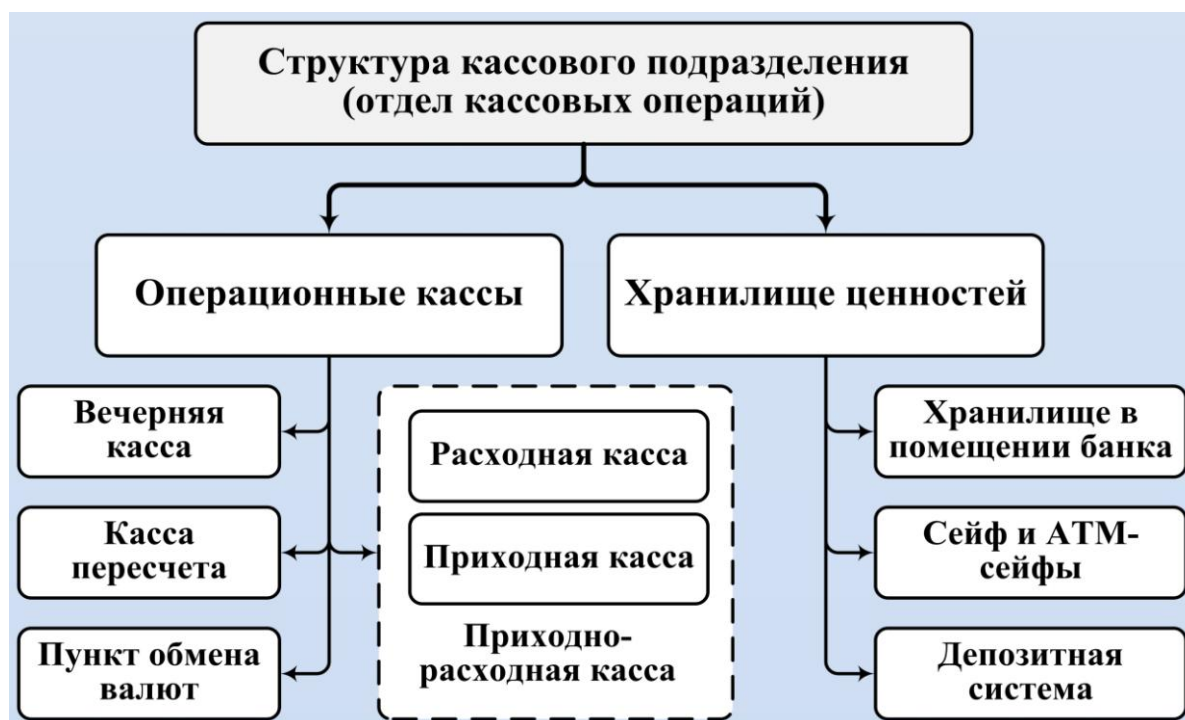 Структура кассового подразделения
(отдел кассовых операций)
Операционные кассы
Хранилище ценностей
Вечерняя
касса
Касса
пересчета
Пункт обмена
валют
Расходная касса
Приходная касса
Приходно-
расходная касса
Хранилище в
помещении банка
Сейф и АТМ-
сейфы
Депозитная
система